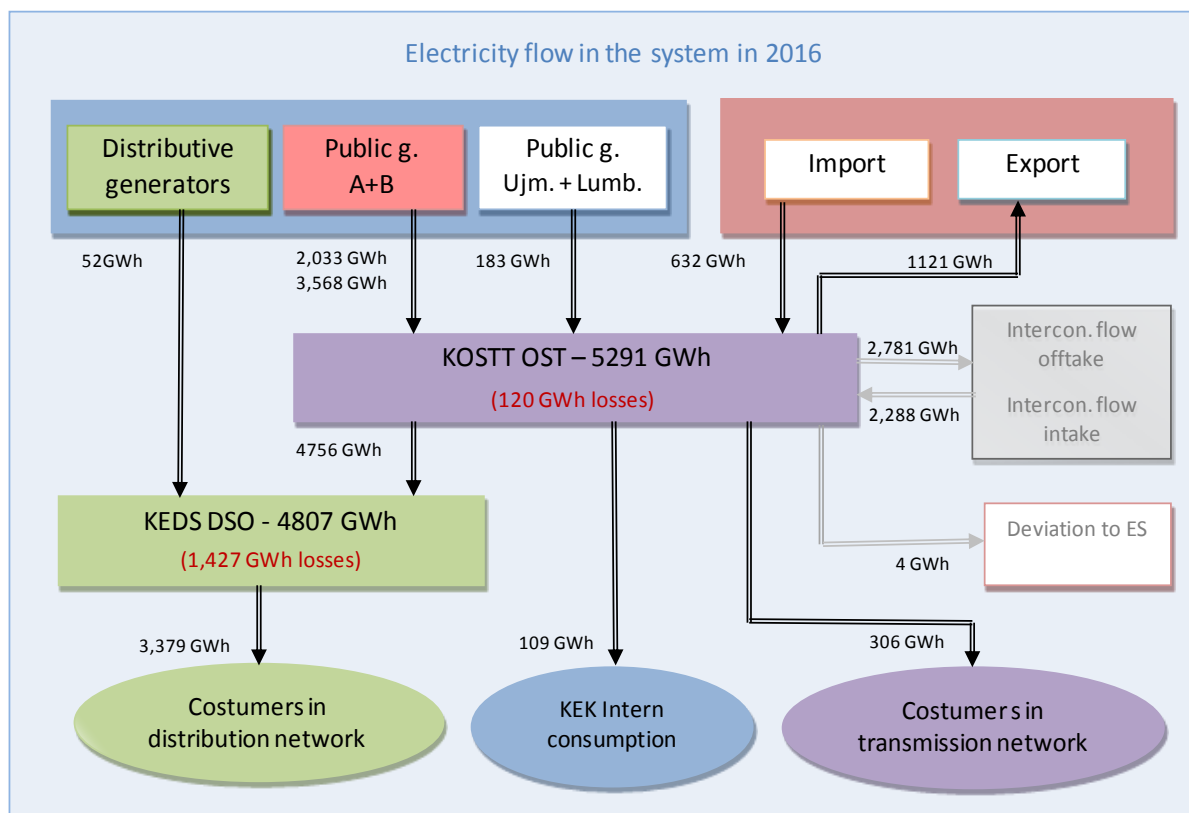 Electricity flow in the system in 2016
Distributive
generators
Public g.
A+B
Public g.
Ujm. + Lumb.
Import
Export
52GWh
2,033 GWh
3,568 GWh
183 GWh
632 GWh
1121 GWh
KOSTT OST – 5291 GWh
(120 GWh losses)
2,781 GWh
2,288 GWh
Intercon. flow
offtake
Intercon. flow
intake
4756 GWh
KEDS DSO - 4807 GWh
(1,427 GWh losses)
Deviation to ES
4 GWh
3,379 GWh
109 GWh
306 GWh
Costumers in
distribution network
KEK Intern
consumption
Costumer s in
transmission network